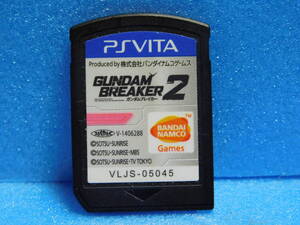 PSVITA
Produced by 株式会社バンダイナムコゲームス
GUNDAM
BREAKER 2
ガンダムブレイカー
V-1406288
©SOTSU・SUNRISE
©SOTSU・SUNRISE・MBS
©SOTSU・SUNRISE・TV TOKYO
BANDAI
NAMCO
Games
VLJS-05045